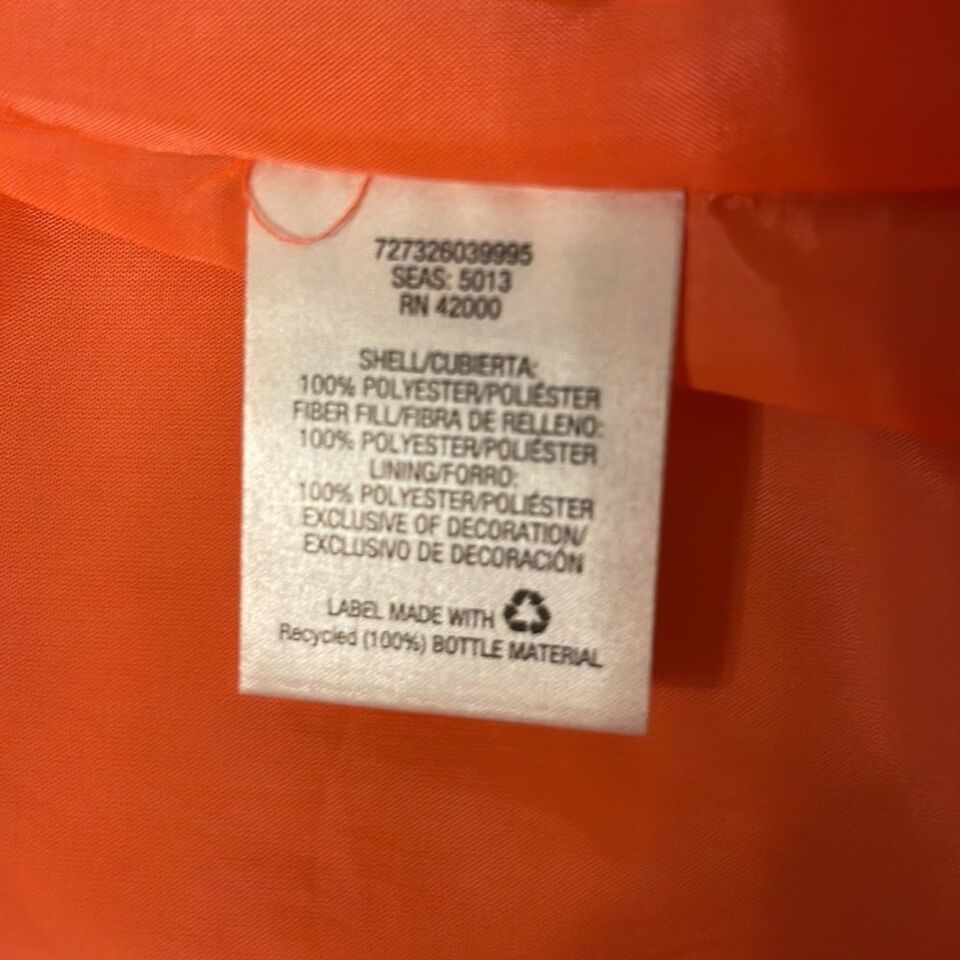 727326039995
SEAS: 5013
RN 42000
SHELL/CUBIERTA:
100% POLYESTER/POLIÉSTER
FIBER FILL/FIBRA DE RELLENO:
100% POLYESTER/POLIÉSTER
LINING/FORRO:
100% POLYESTER/POLIÉSTER
EXCLUSIVE OF DECORATION/
EXCLUSIVO DE DECORACIÓN
LABEL MADE WITH
Recycled (100%) BOTTLE MATERIAL